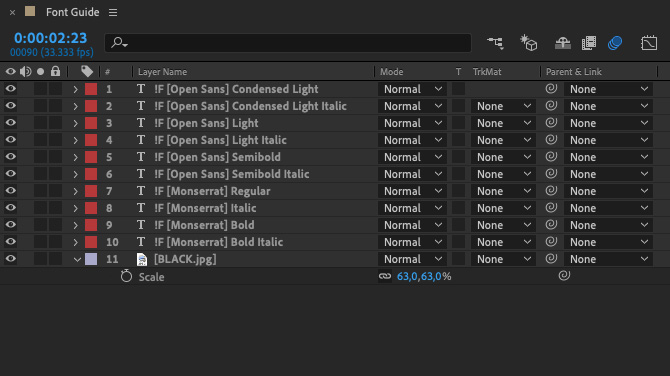 × Font Guide ≡
0:00:02:23
00090 (33.333 fps)
# Layer Name Mode T TrkMat Parent & Link
1 T !F [Open Sans] Condensed Light Normal None
2 T !F [Open Sans] Condensed Light Italic Normal None None
3 T !F [Open Sans] Light Normal None None
4 T !F [Open Sans] Light Italic Normal None None
5 T !F [Open Sans] Semibold Normal None None
6 T !F [Open Sans] Semibold Italic Normal None None
7 T !F [Monserrat] Regular Normal None None
8 T !F [Monserrat] Italic Normal None None
9 T !F [Monserrat] Bold Normal None None
10 T !F [Monserrat] Bold Italic Normal None None
11 [BLACK.jpg] Normal None None
Scale 63,0,63,0%